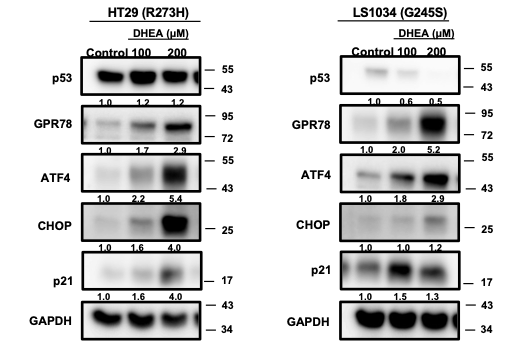 HT29 (R273H)
DHEA (μM)
Control 100 200
p53
55
43
1.0 1.2 1.2
GPR78
95
72
1.0 1.7 2.9
ATF4
55
43
1.0 2.2 5.4
CHOP
25
1.0 1.6 4.0
p21
17
1.0 1.6 4.0
GAPDH
43
34
LS1034 (G245S)
DHEA (μM)
Control 100 200
p53
55
43
1.0 0.6 0.5
GPR78
95
72
1.0 2.0 5.2
ATF4
55
43
1.0 1.8 2.9
CHOP
25
1.0 1.0 1.2
p21
17
1.0 1.5 1.3
GAPDH
43
34